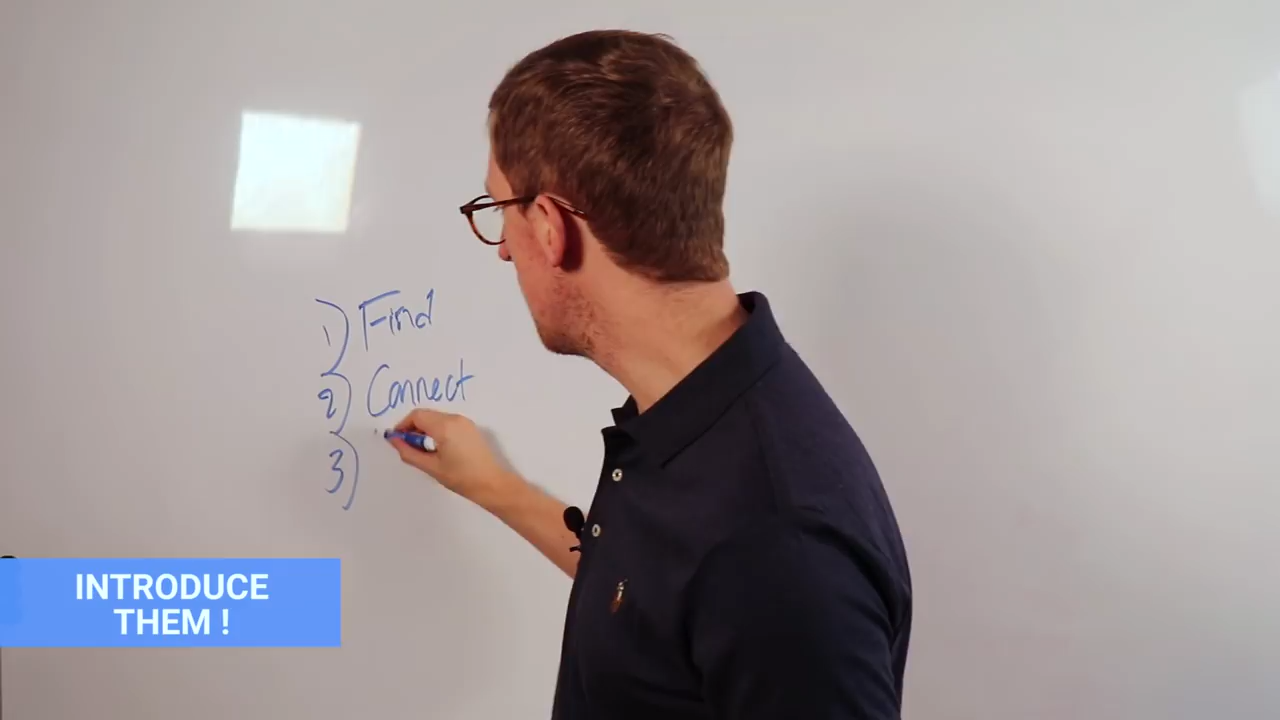 1) Find
2) Connect
3)
INTRODUCE
THEM !